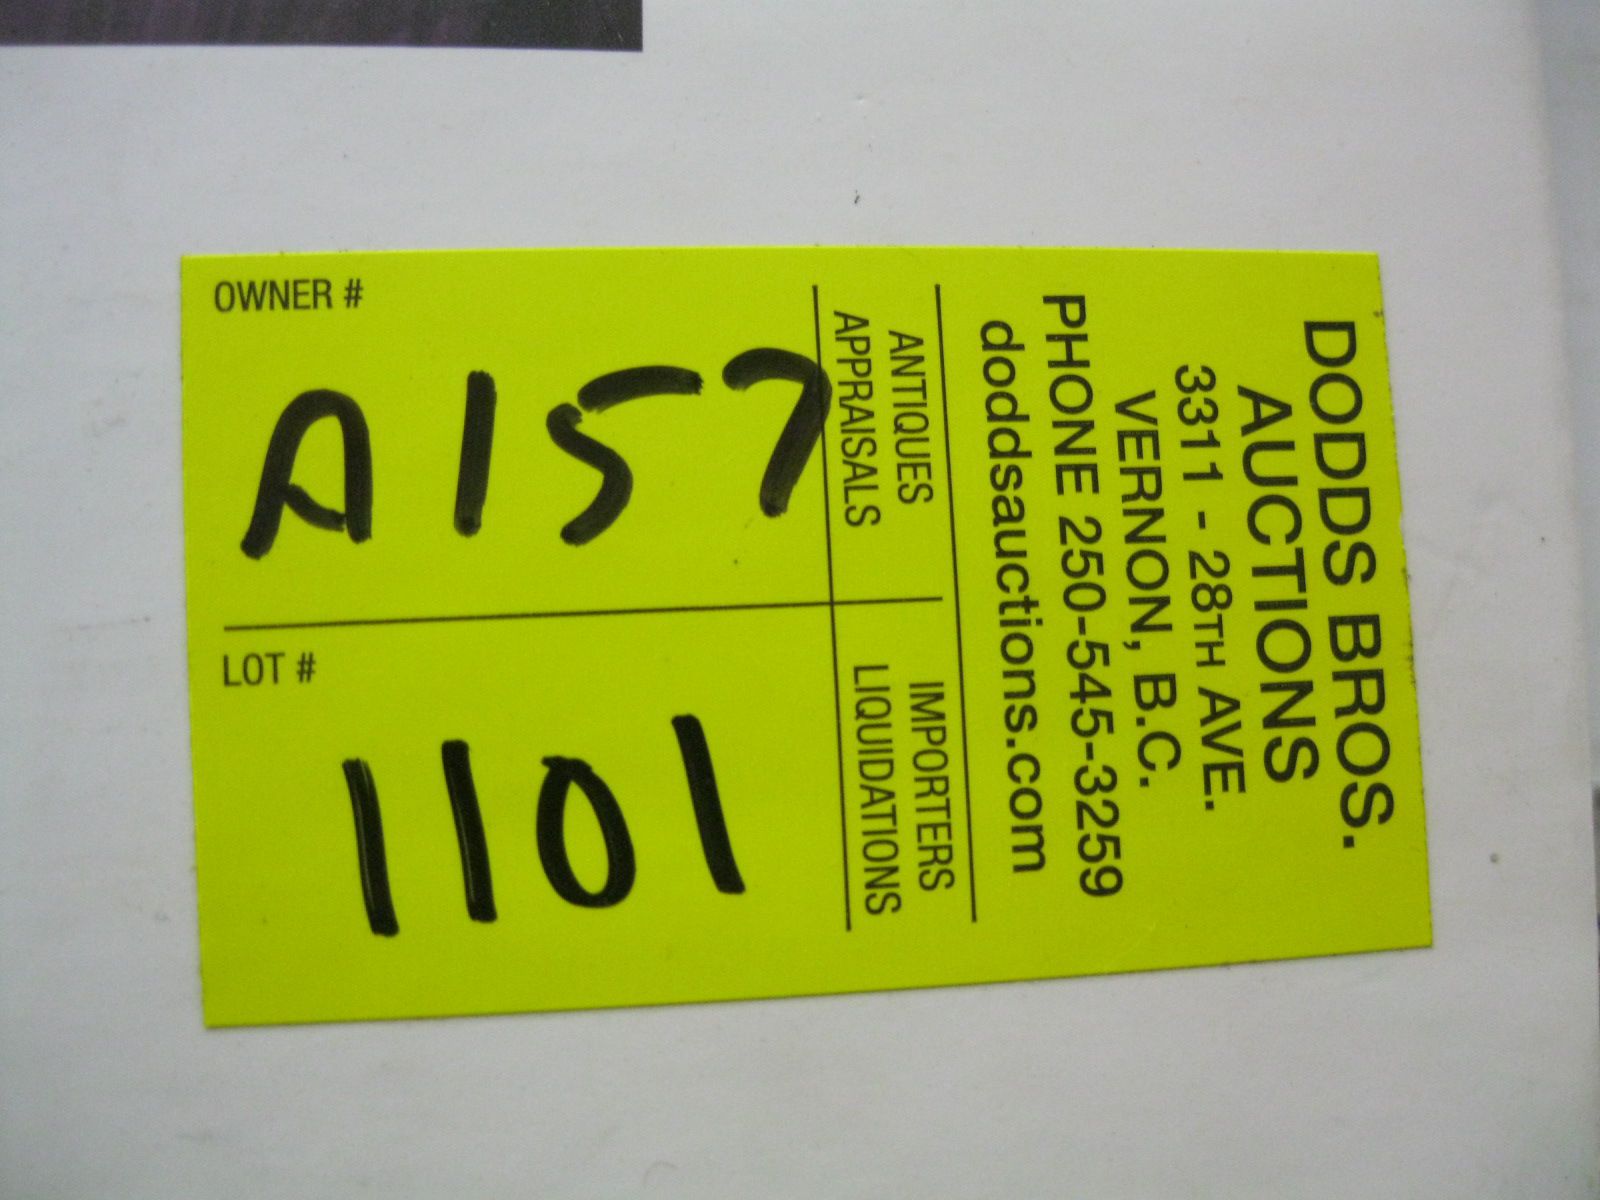 OWNER #
A157
LOT #
1101
DODDS BROS.
AUCTIONS
3311 - 28TH AVE.
VERNON, B.C.
PHONE 250-545-3259
doddsauctions.com
ANTIQUES
APPRAISALS
IMPORTERS
LIQUIDATIONS